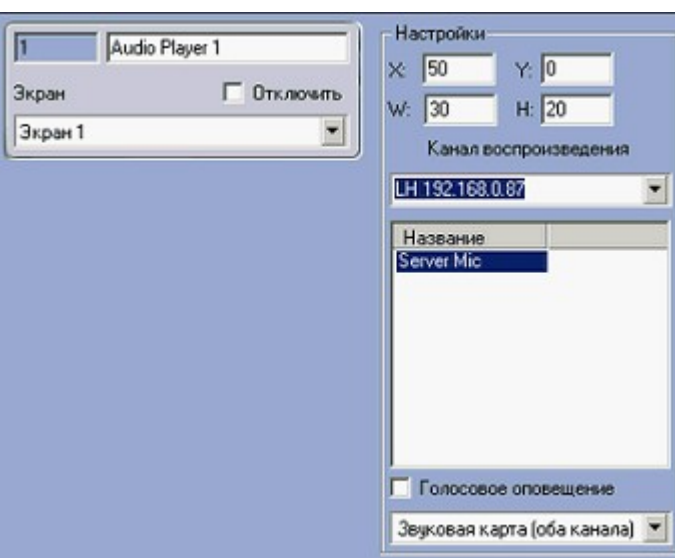 1 Audio Player 1
Экран Отключить
Экран 1
Настройки
X: 50 Y: 0
W: 30 H: 20
Канал воспроизведения
LH 192.168.0.87
Название
Server Mic
Голосовое оповещение
Звуковая карта (оба канала)